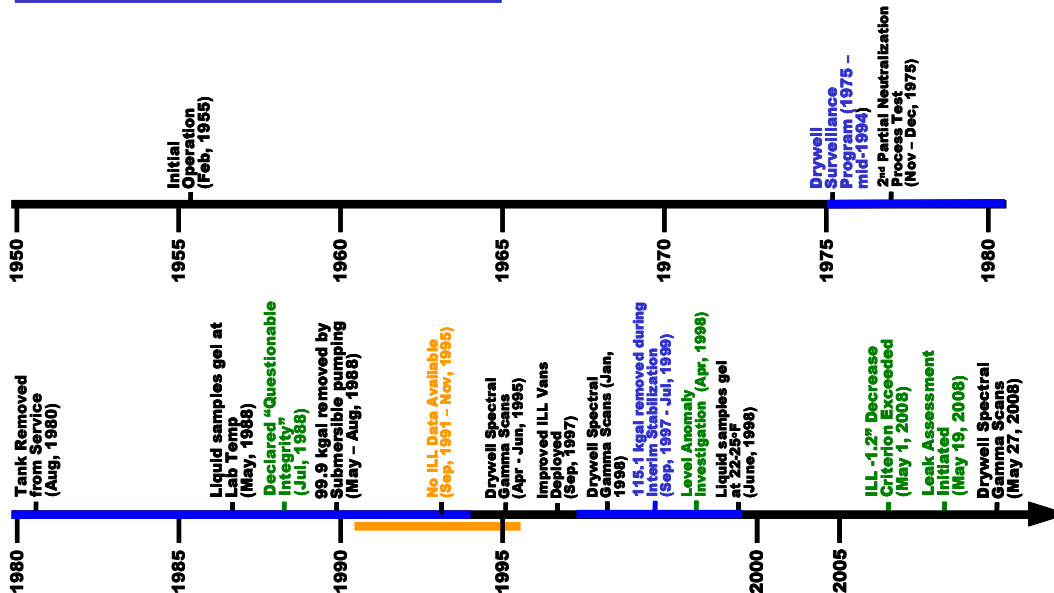 Initial
Operation
(Feb, 1955)
Drywell
Surveillance
Program (1975 –
mid-1994)
2nd Partial Neutralization
Process Test
(Nov – Dec, 1975)
1950
1955
1960
1965
1970
1975
1980
Tank Removed
from Service
(Aug, 1980)
Liquid samples gel at
Lab Temp
(May, 1988)
Declared "Questionable
Integrity"
(Jul, 1988)
99.9 kgal removed by
Submersible pumping
(May – Aug, 1988)
No ILL Data Available
(Sep, 1991 – Nov, 1995)
Drywell Spectral
Gamma Scans
(Apr - Jun, 1995)
Improved ILL Vans
Deployed
(Sep, 1997)
Drywell Spectral
Gamma Scans (Jan,
1998)
115.1 kgal removed during
Interim Stabilization
(Sep, 1997 - Jul, 1999)
Level Anomaly
Investigation (Apr, 1998)
Liquid samples gel
at 22-25°F
(June, 1998)
ILL -1.2" Decrease
Criterion Exceeded
(May 1, 2008)
Leak Assessment
Initiated
(May 19, 2008)
Drywell Spectral
Gamma Scans
(May 27, 2008)
1980
1985
1990
1995
2000
2005